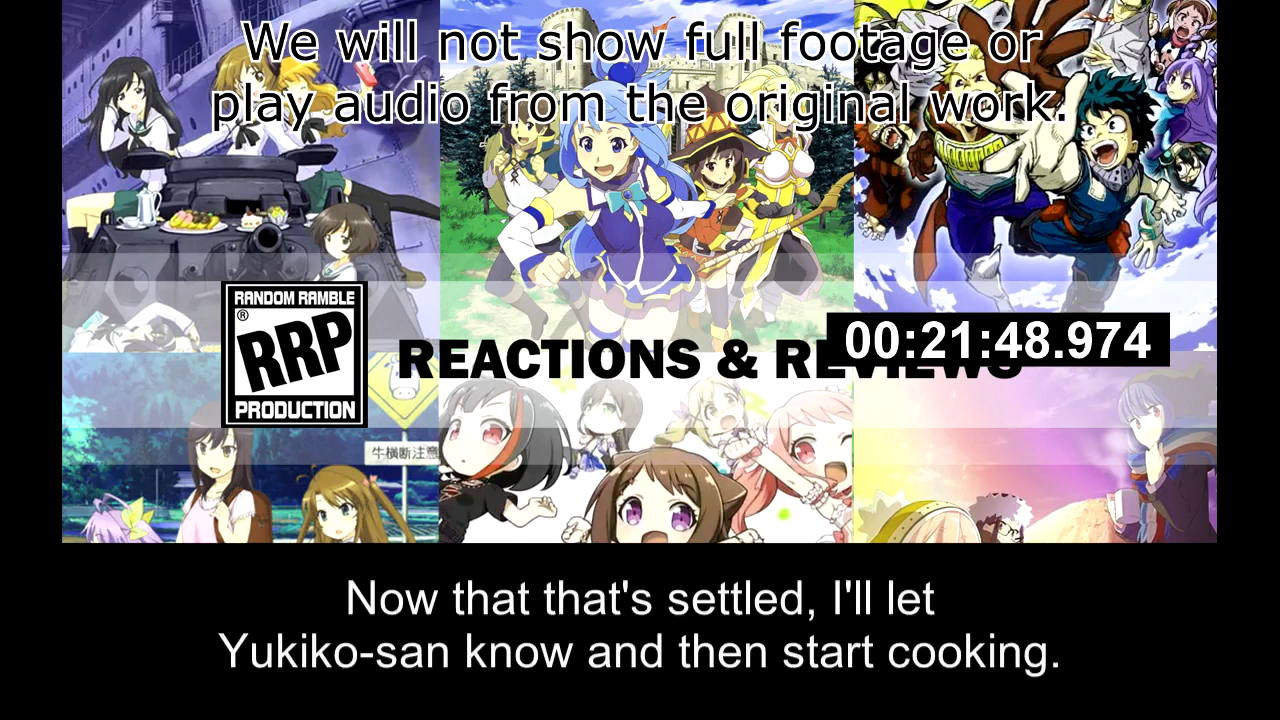 We will not show full footage or
play audio from the original work.
RANDOM RAMBLE
®
RRP
PRODUCTION
REACTIONS & REVIEWS
00:21:48.974
牛横断注意
Now that that's settled, I'll let
Yukiko-san know and then start cooking.